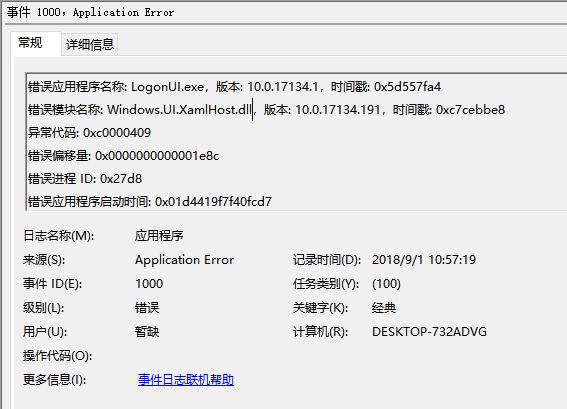 事件 1000，Application Error
常规 详细信息
错误应用程序名称: LogonUI.exe，版本: 10.0.17134.1，时间戳: 0x5d557fa4
错误模块名称: Windows.UI.XamlHost.dll，版本: 10.0.17134.191，时间戳: 0xc7cebbe8
异常代码: 0xc0000409
错误偏移量: 0x0000000000001e8c
错误进程 ID: 0x27d8
错误应用程序启动时间: 0x01d4419f7f40fcd7
日志名称(M): 应用程序
来源(S): Application Error 记录时间(D): 2018/9/1 10:57:19
事件 ID(E): 1000 任务类别(Y): (100)
级别(L): 错误 关键字(K): 经典
用户(U): 暂缺 计算机(R): DESKTOP-732ADVG
操作代码(O):
更多信息(I): 事件日志联机帮助